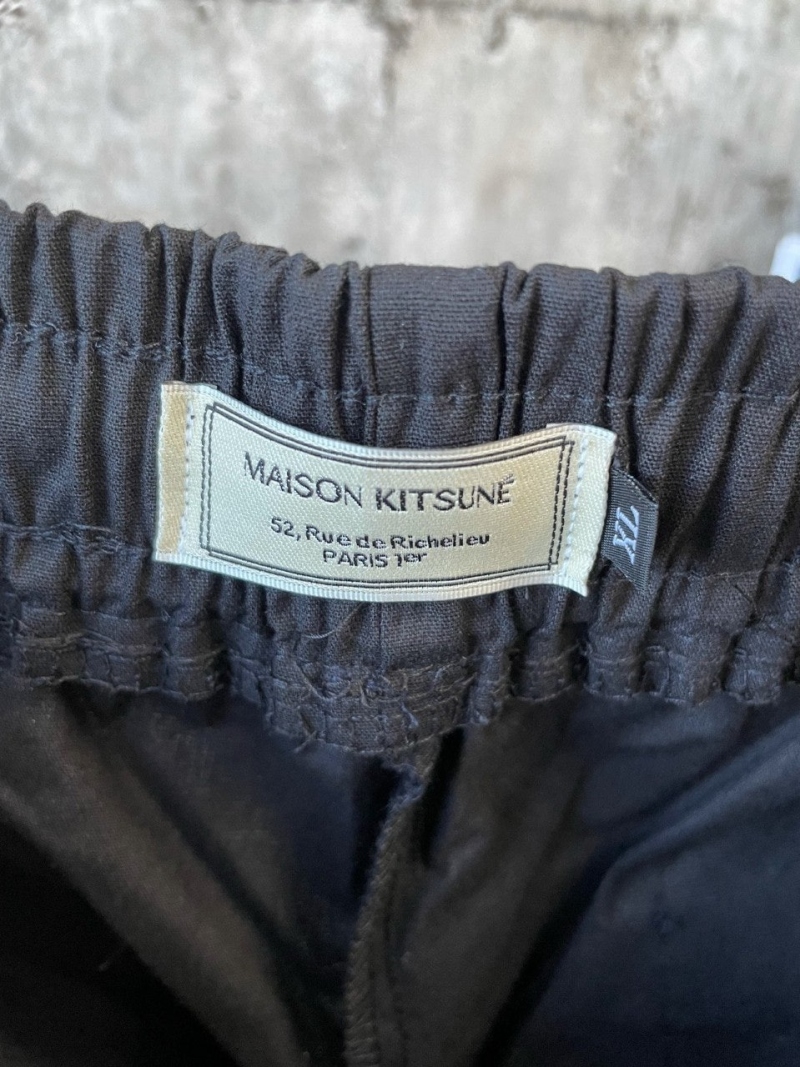 MAISON KITSUNÉ
52, Rue de Richelieu
PARIS 1er
XL